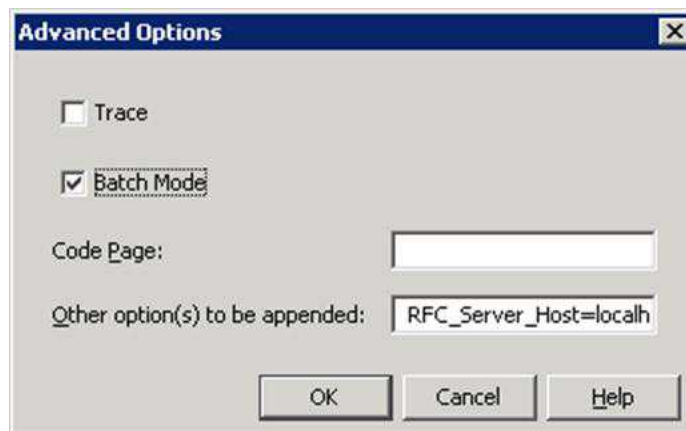 Advanced Options
Trace
Batch Mode
Code Page:
Other option(s) to be appended: RFC_Server_Host=localh
OK Cancel Help